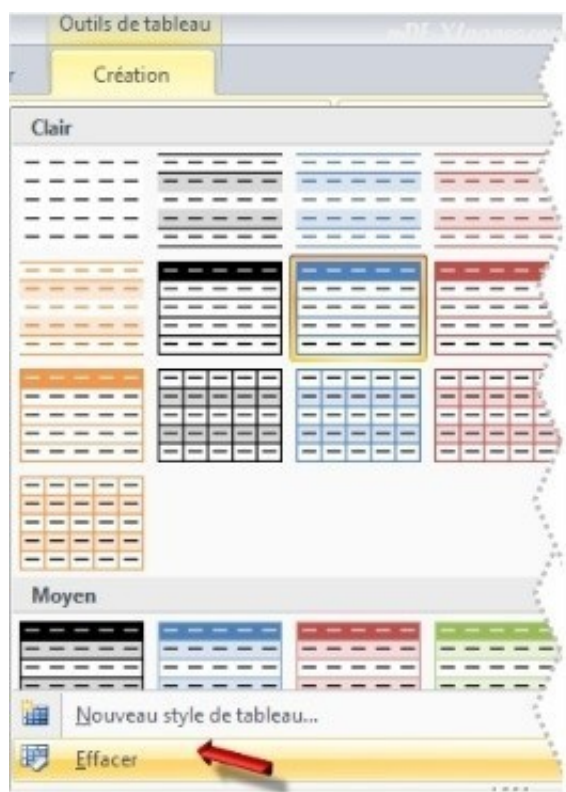 Outils de tableau
Création
Clair
Moyen
Nouveau style de tableau...
Effacer